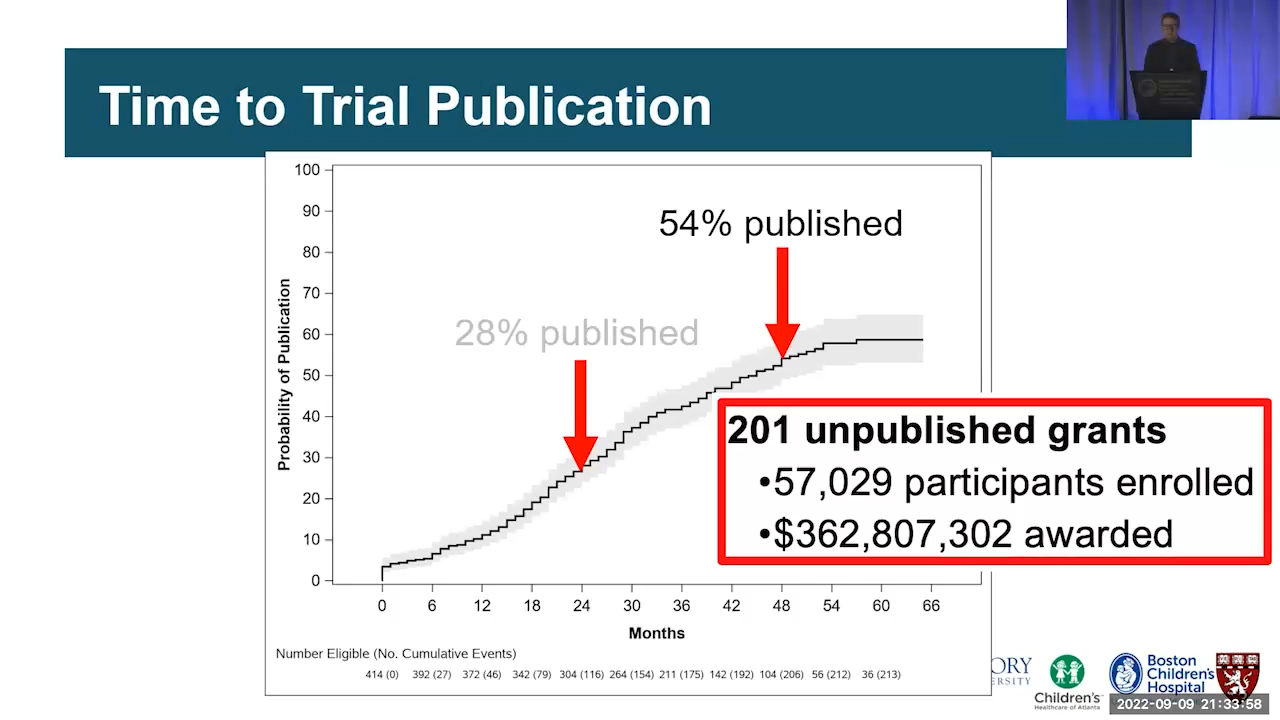 Time to Trial Publication
54% published
28% published
100
90
80
70
60
50
40
30
20
10
0
Probability of Publication
0 6 12 18 24 30 36 42 48 54 60 66
Months
201 unpublished grants
•57,029 participants enrolled
•$362,807,302 awarded
Number Eligible (No. Cumulative Events)
414 (0) 392 (27) 372 (46) 342 (79) 304 (116) 264 (154) 211 (175) 142 (192) 104 (206) 56 (212) 36 (213)
ORY
ERSITY
Children's
Healthcare of Atlanta
Boston
Children's
Hospital
2022-09-09 21:33:58